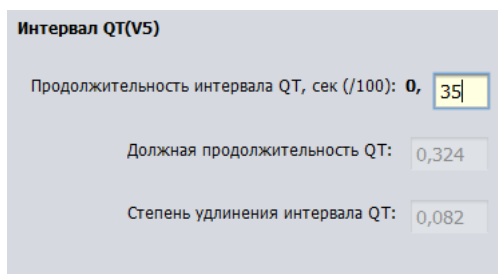 Интервал QT(V5)
Продолжительность интервала QT, сек (/100): 0, 35
Должная продолжительность QT: 0,324
Степень удлинения интервала QT: 0,082